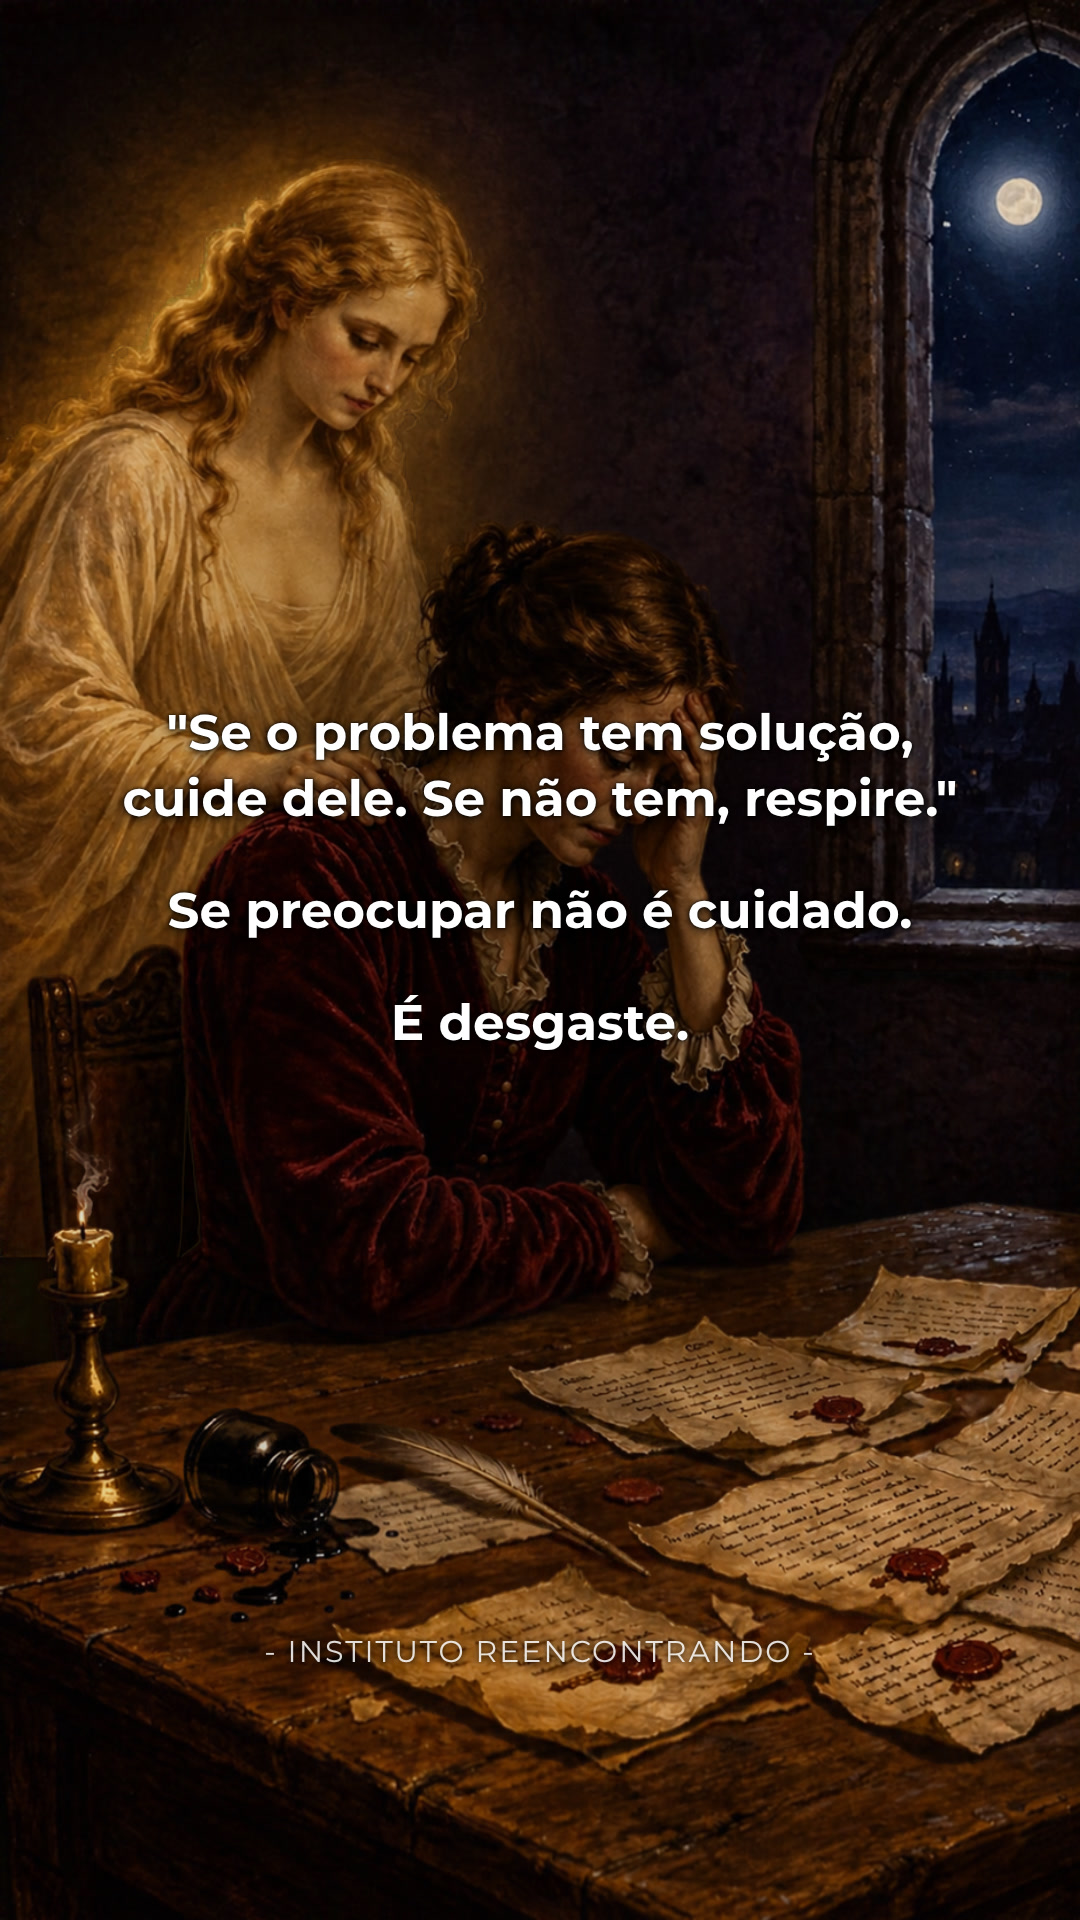 "Se o problema tem solução,
cuide dele. Se não tem, respire."
Se preocupar não é cuidado.
É desgaste.
- INSTITUTO REENCONTRANDO -